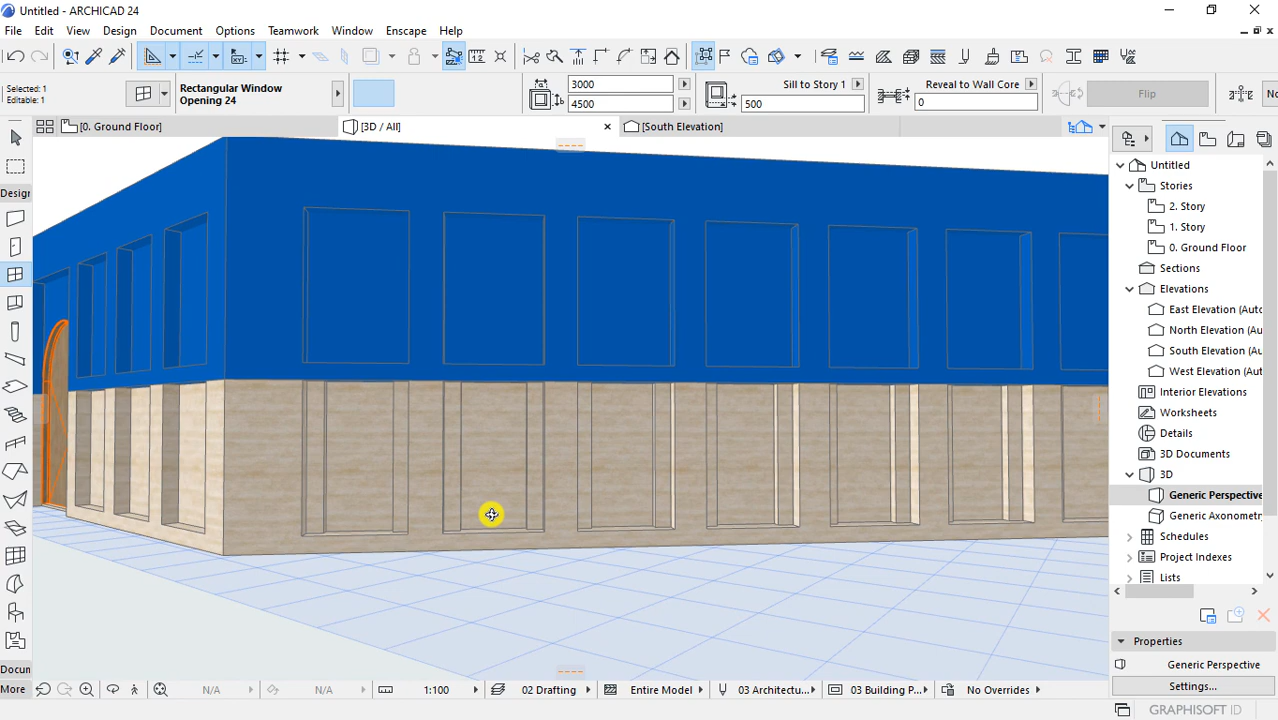 Untitled - ARCHICAD 24
File Edit View Design Document Options Teamwork Window Enscape Help
Selected: 1
Editable: 1
Rectangular Window
Opening 24
3000
4500
Sill to Story 1
500
Reveal to Wall Core
0
Flip
[0. Ground Floor]
[3D / All]
[South Elevation]
Design
Docun
More
Untitled
Stories
2. Story
1. Story
0. Ground Floor
Sections
Elevations
East Elevation (Auto
North Elevation (Aut
South Elevation (Au
West Elevation (Aut
Interior Elevations
Worksheets
Details
3D Documents
3D
Generic Perspective
Generic Axonometr
Schedules
Project Indexes
Lists
Properties
Generic Perspective
Settings...
N/A
N/A
1:100
02 Drafting
Entire Model
03 Architectu...
03 Building P...
No Overrides
GRAPHISOFT ID